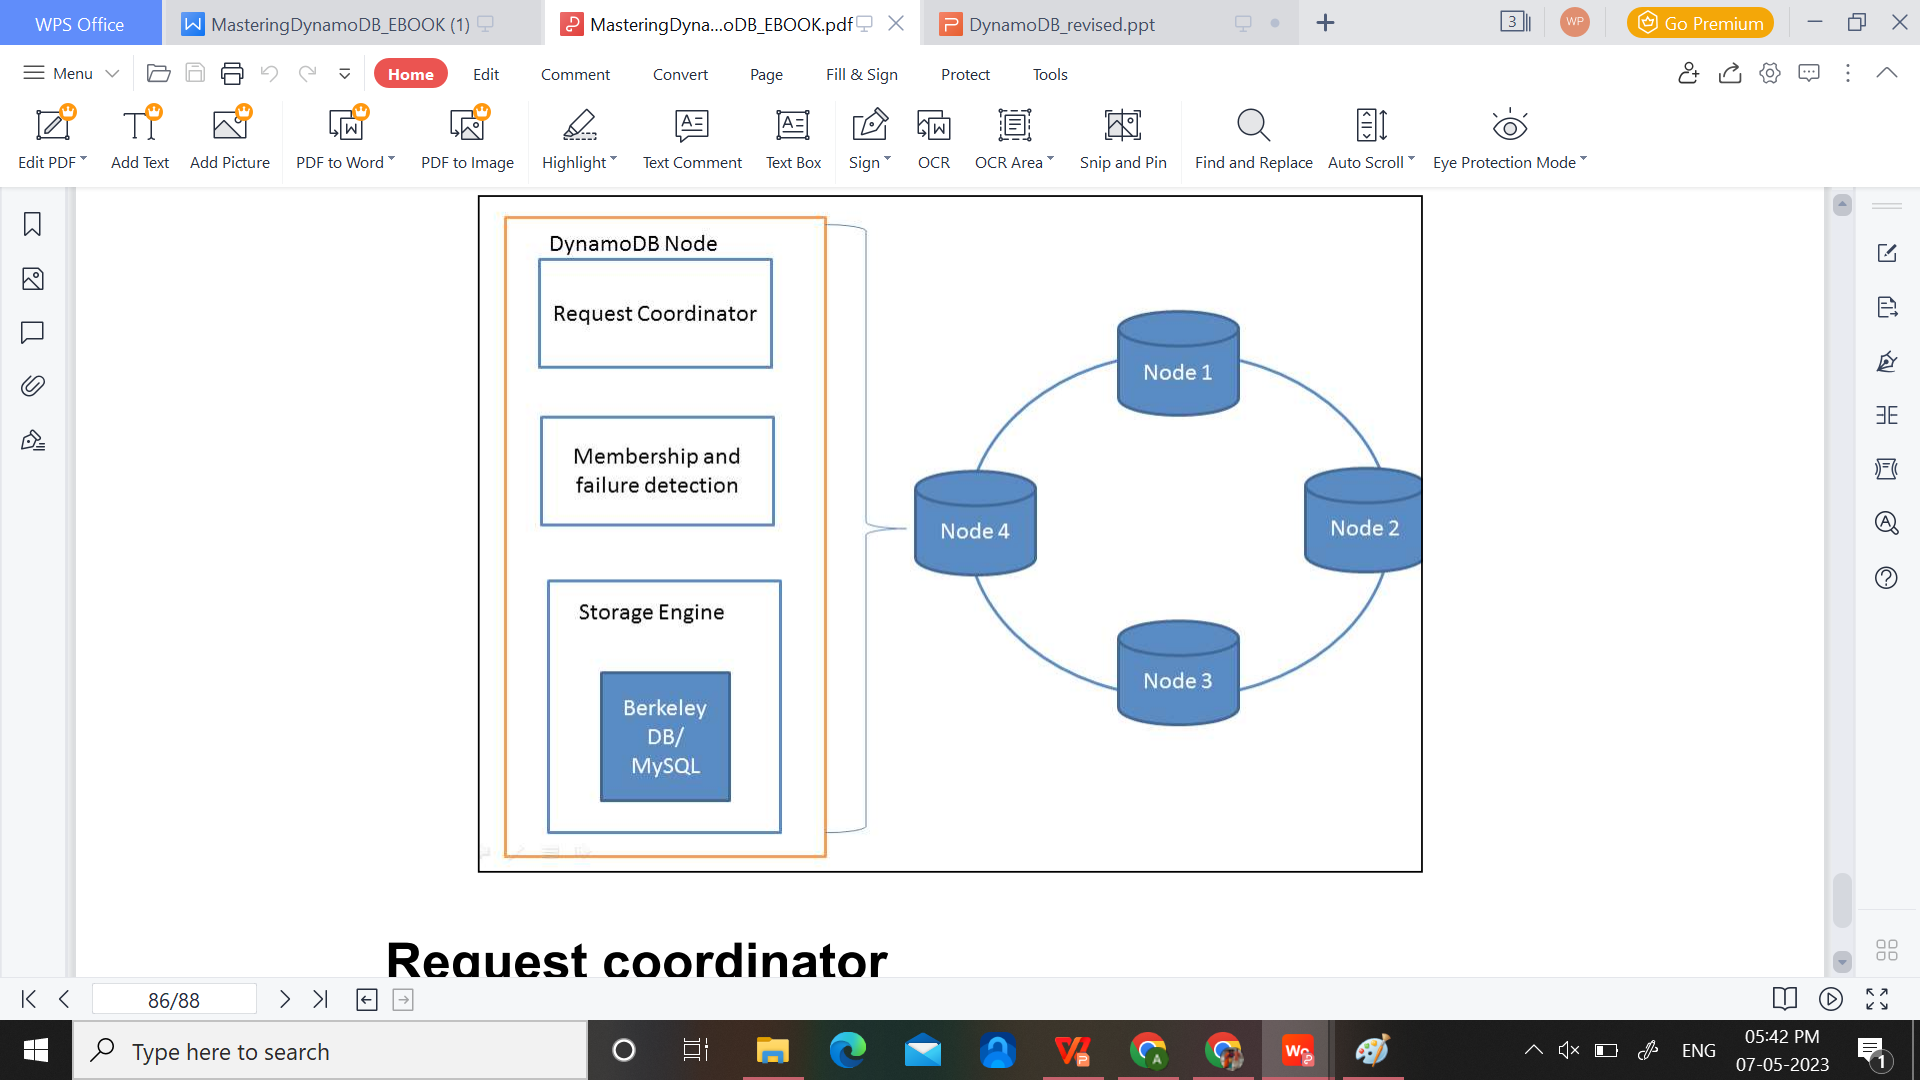 WPS Office
MasteringDynamoDB_EBOOK (1)
MasteringDyna...oDB_EBOOK.pdf
DynamoDB_revised.ppt
3
WP
Go Premium
Menu
Home
Edit
Comment
Convert
Page
Fill & Sign
Protect
Tools
Edit PDF
Add Text
Add Picture
PDF to Word
PDF to Image
Highlight
Text Comment
Text Box
Sign
OCR
OCR Area
Snip and Pin
Find and Replace
Auto Scroll
Eye Protection Mode
DynamoDB Node
Request Coordinator
Membership and
failure detection
Storage Engine
Berkeley
DB/
MySQL
Node 1
Node 2
Node 3
Node 4
Request coordinator
86/88
Type here to search
A
ENG
05:42 PM
07-05-2023
1